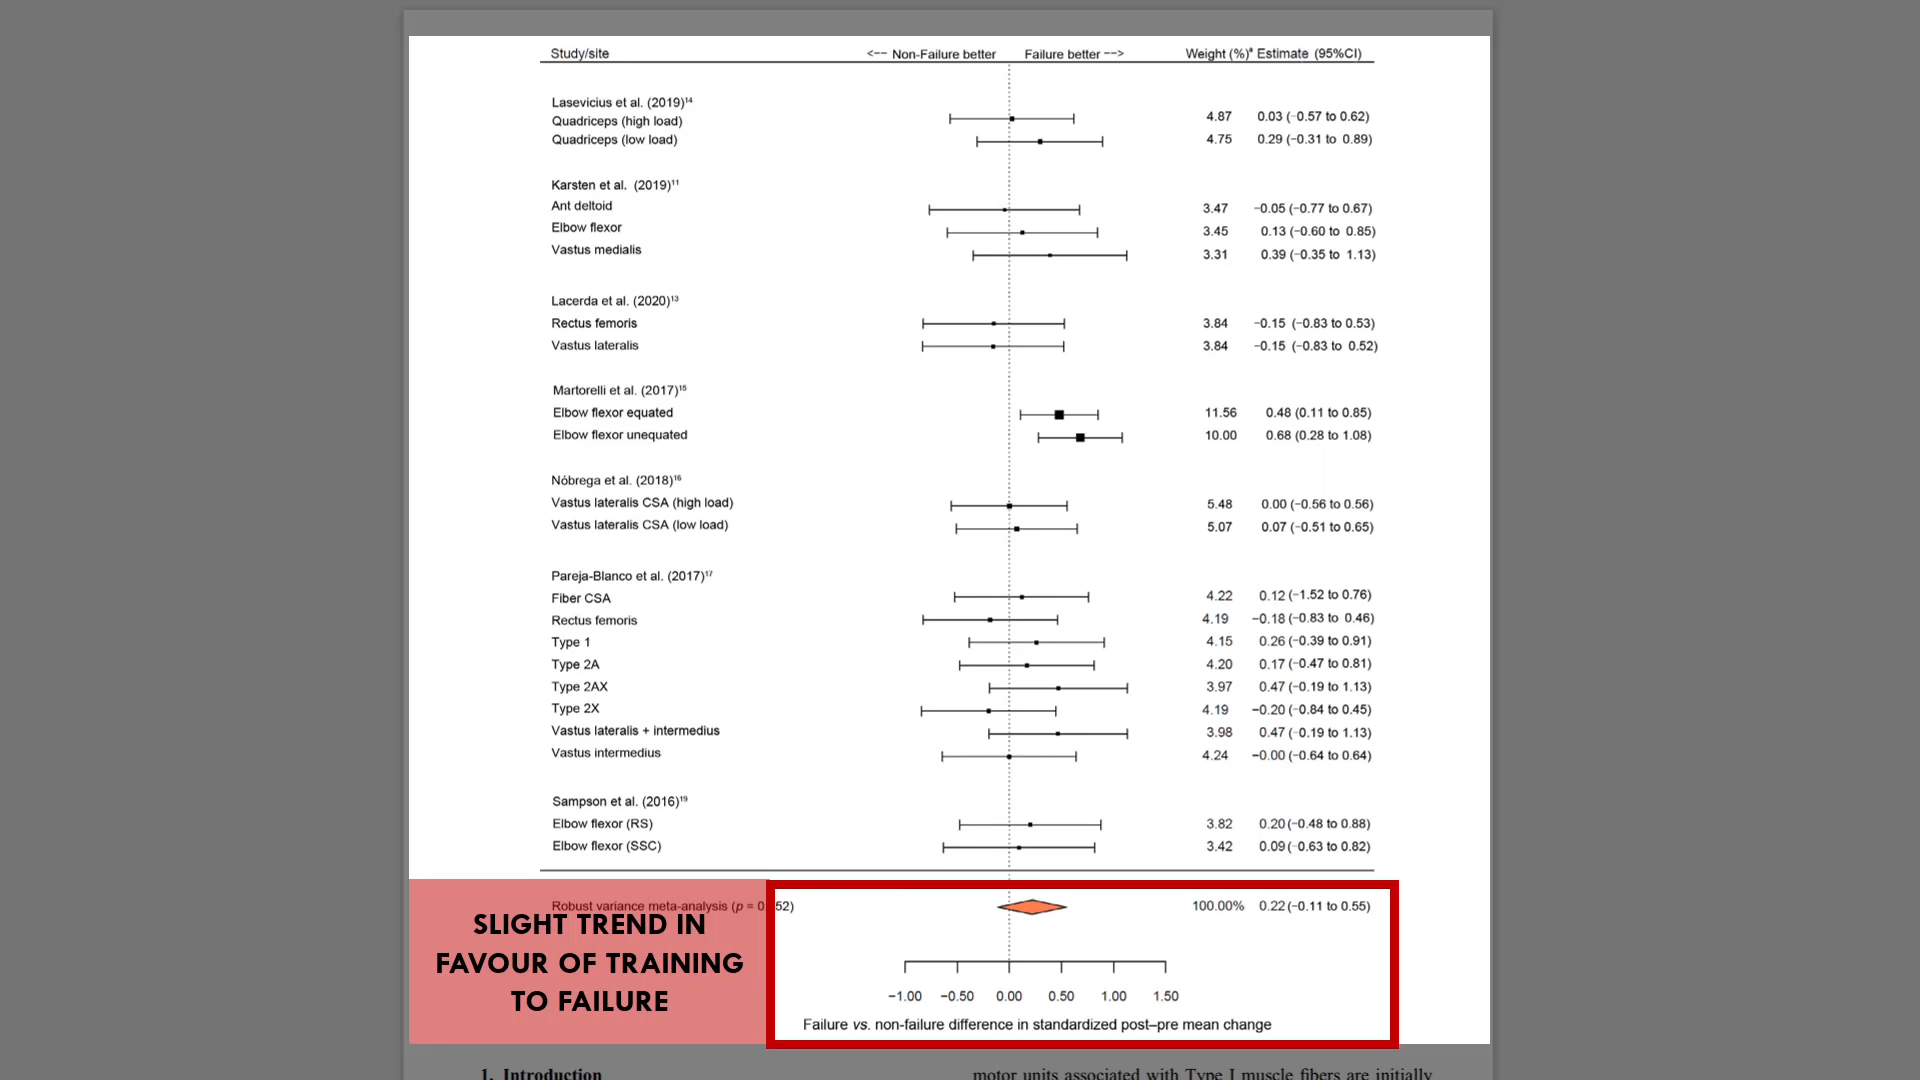 Study/site <−− Non-Failure better Failure better −−> Weight (%)ᵃ Estimate (95%CI)
Lasevicius et al. (2019)¹⁴
Quadriceps (high load) 4.87 0.03 (−0.57 to 0.62)
Quadriceps (low load) 4.75 0.29 (−0.31 to 0.89)
Karsten et al. (2019)¹¹
Ant deltoid 3.47 −0.05 (−0.77 to 0.67)
Elbow flexor 3.45 0.13 (−0.60 to 0.85)
Vastus medialis 3.31 0.39 (−0.35 to 1.13)
Lacerda et al. (2020)¹³
Rectus femoris 3.84 −0.15 (−0.83 to 0.53)
Vastus lateralis 3.84 −0.15 (−0.83 to 0.52)
Martorelli et al. (2017)¹⁵
Elbow flexor equated 11.56 0.48 (0.11 to 0.85)
Elbow flexor unequated 10.00 0.68 (0.28 to 1.08)
Nóbrega et al. (2018)¹⁶
Vastus lateralis CSA (high load) 5.48 0.00 (−0.56 to 0.56)
Vastus lateralis CSA (low load) 5.07 0.07 (−0.51 to 0.65)
Pareja-Blanco et al. (2017)¹⁷
Fiber CSA 4.22 0.12 (−1.52 to 0.76)
Rectus femoris 4.19 −0.18 (−0.83 to 0.46)
Type 1 4.15 0.26 (−0.39 to 0.91)
Type 2A 4.20 0.17 (−0.47 to 0.81)
Type 2AX 3.97 0.47 (−0.19 to 1.13)
Type 2X 4.19 −0.20 (−0.84 to 0.45)
Vastus lateralis + intermedius 3.98 0.47 (−0.19 to 1.13)
Vastus intermedius 4.24 −0.00 (−0.64 to 0.64)
Sampson et al. (2016)¹⁹
Elbow flexor (RS) 3.82 0.20 (−0.48 to 0.88)
Elbow flexor (SSC) 3.42 0.09 (−0.63 to 0.82)
Robust variance meta-analysis (p = 0. 52) 100.00% 0.22 (−0.11 to 0.55)
SLIGHT TREND IN
FAVOUR OF TRAINING
TO FAILURE
−1.00 −0.50 0.00 0.50 1.00 1.50
Failure vs. non-failure difference in standardized post–pre mean change
1. Introduction
motor units associated with Type I muscle fibers are initially